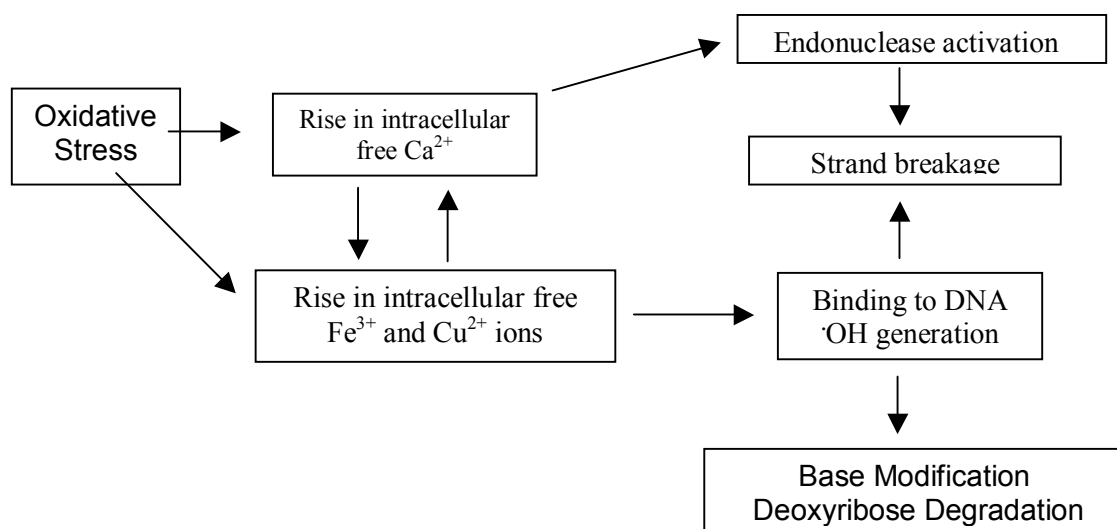 Endonuclease activation
Oxidative
Stress
Rise in intracellular
free Ca²⁺
Strand breakage
Rise in intracellular free
Fe³⁺ and Cu²⁺ ions
Binding to DNA
·OH generation
Base Modification
Deoxyribose Degradation